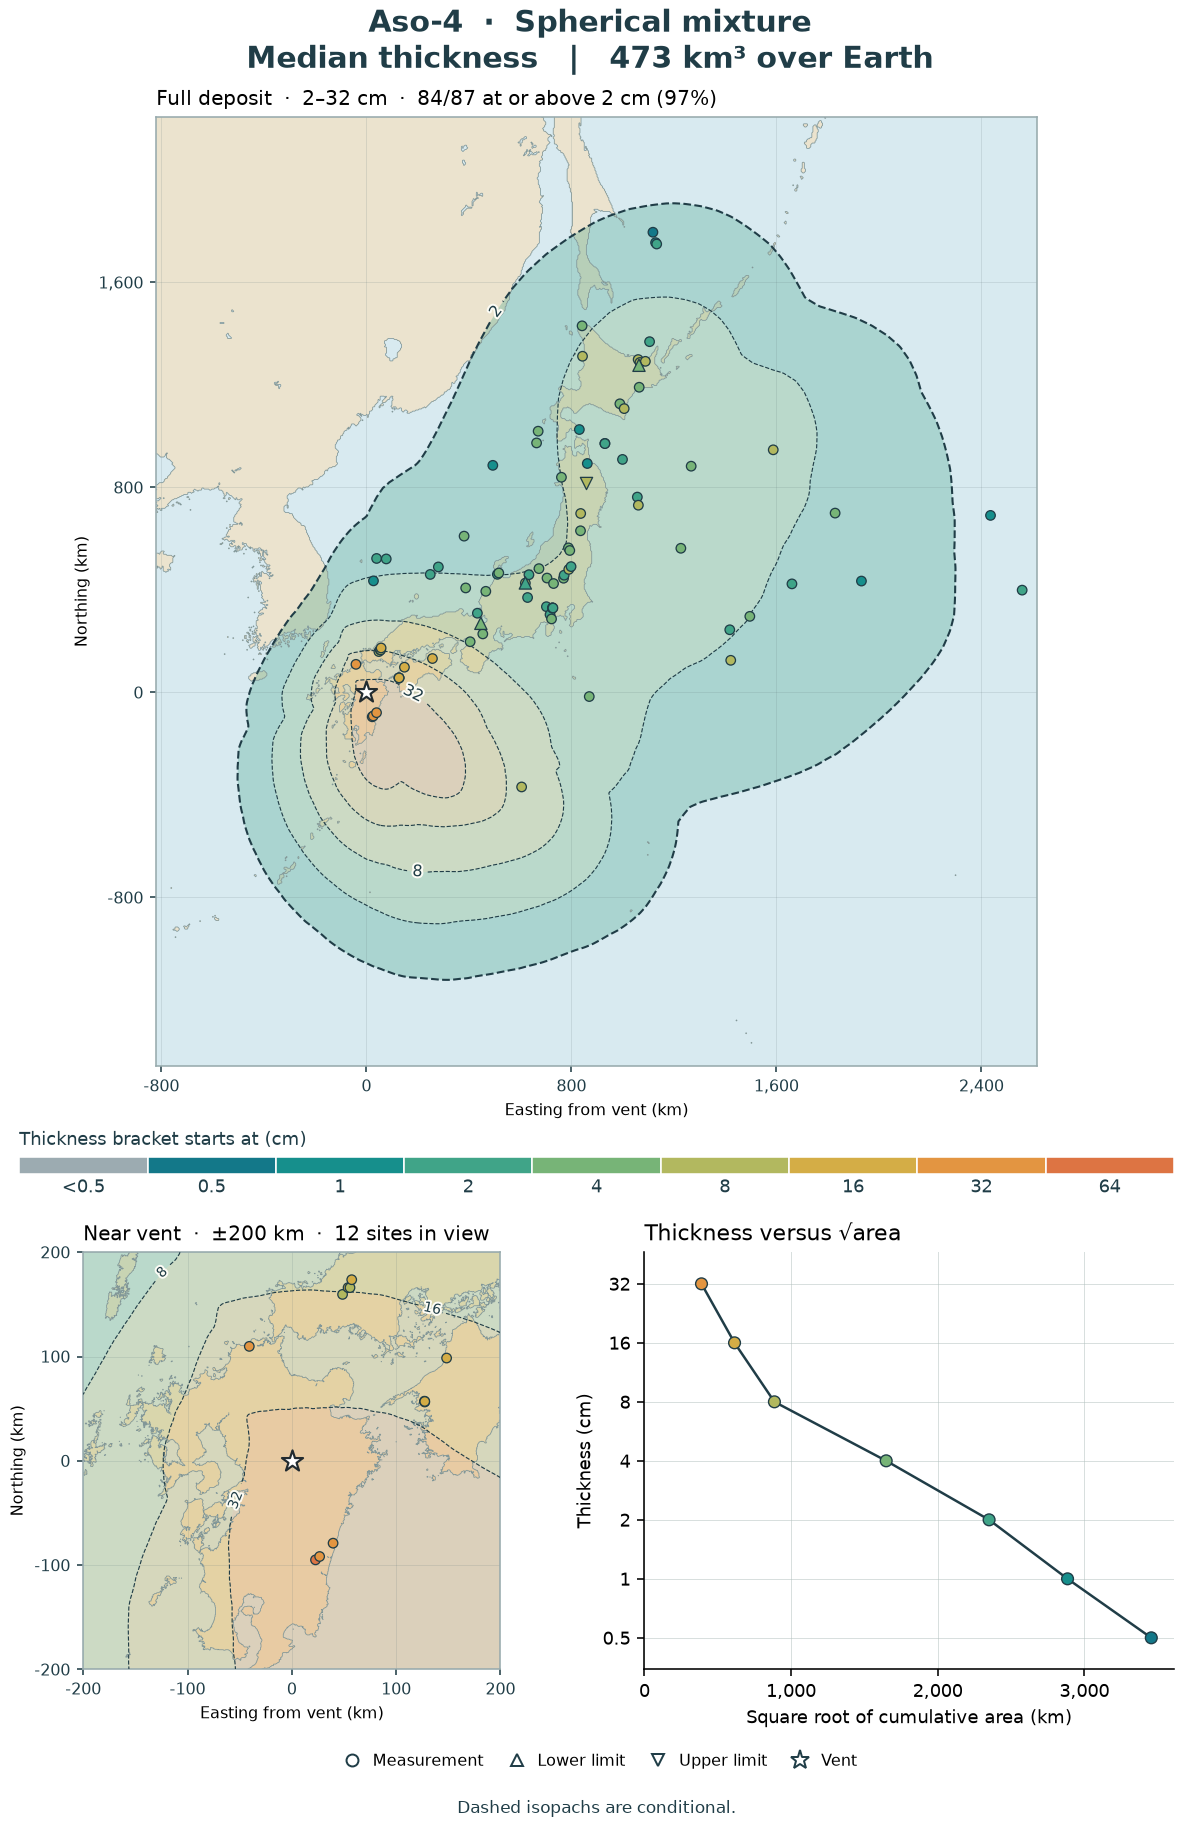 Aso-4 · Spherical mixture
Median thickness | 473 km³ over Earth
Full deposit · 2–32 cm · 84/87 at or above 2 cm (97%)
2
32
8
1,600
800
0
-800
Northing (km)
-800
0
800
1,600
2,400
Easting from vent (km)
Thickness bracket starts at (cm)
<0.5
0.5
1
2
4
8
16
32
64
Near vent · ±200 km · 12 sites in view
8
16
32
200
100
0
-100
-200
Northing (km)
-200
-100
0
100
200
Easting from vent (km)
Thickness versus √area
32
16
8
4
2
1
0.5
Thickness (cm)
0
1,000
2,000
3,000
Square root of cumulative area (km)
Measurement
Lower limit
Upper limit
Vent
Dashed isopachs are conditional.